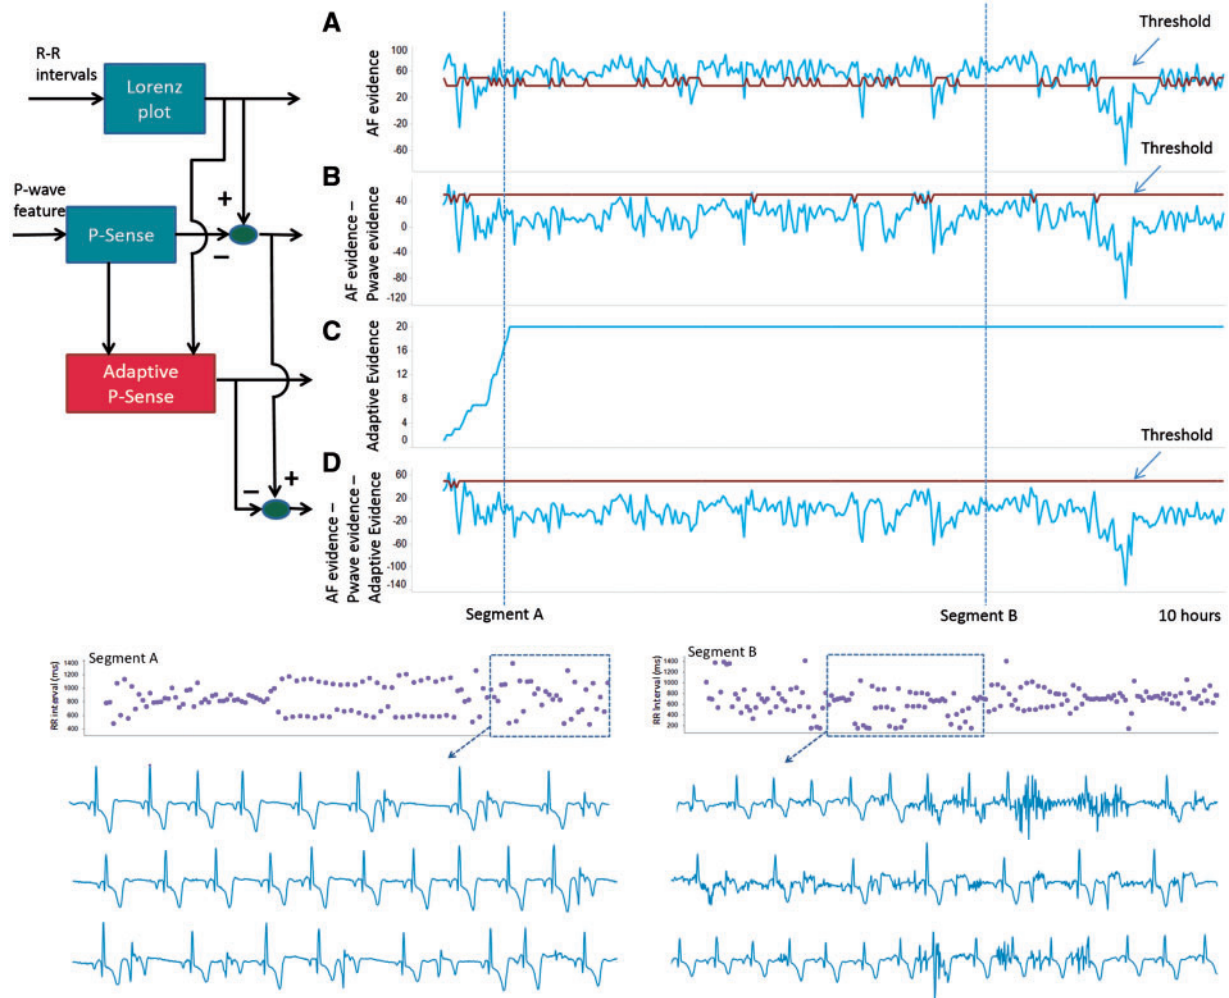 R-R
intervals
Lorenz
plot
P-wave
feature
P-Sense
+
−
Adaptive
P-Sense
−
+
A
Threshold
AF evidence
100
60
20
-20
-60
B
Threshold
AF evidence –
Pwave evidence
40
0
-40
-80
-120
C
Adaptive Evidence
20
16
12
8
4
0
D
Threshold
AF evidence –
Pwave evidence –
Adaptive Evidence
60
20
-20
-60
-100
-140
Segment A
Segment B
10 hours
Segment A
RR interval (ms)
1400
1200
1000
800
600
400
Segment B
RR interval (ms)
1400
1200
1000
800
600
400
200